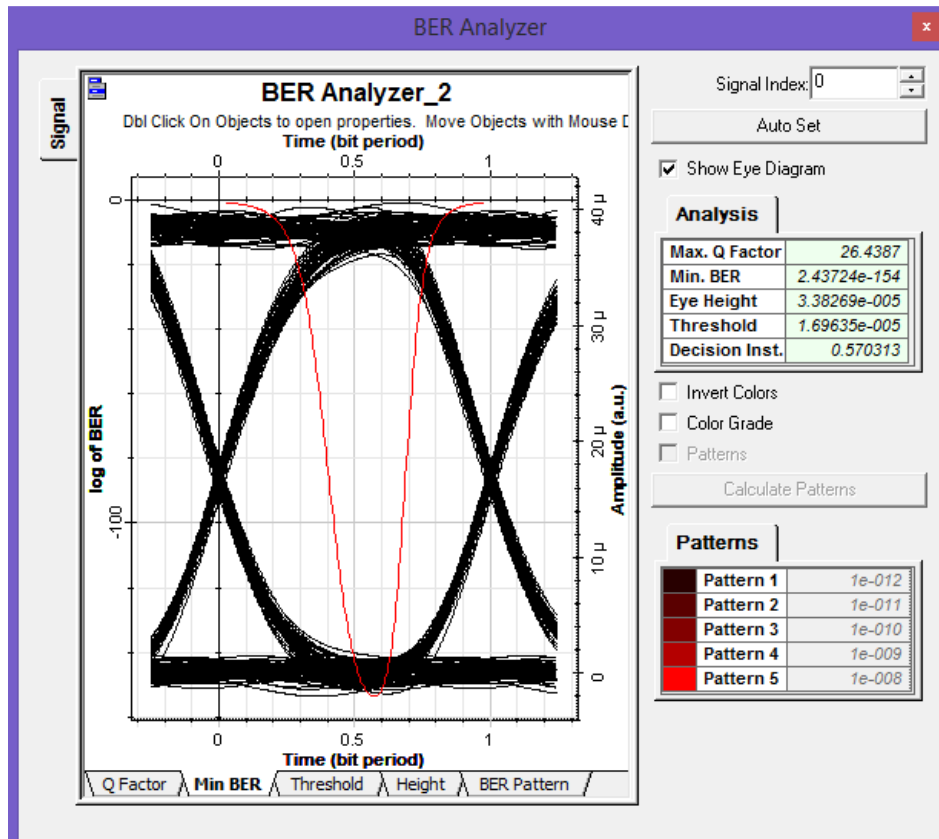 BER Analyzer
x
Signal
BER Analyzer_2
Dbl Click On Objects to open properties. Move Objects with Mouse D
Time (bit period)
0 0.5 1
0
-100
log of BER
40 µ
30 µ
20 µ
10 µ
0
Amplitude (a.u.)
0 0.5 1
Time (bit period)
Q Factor Min BER Threshold Height BER Pattern
Signal Index: 0
Auto Set
Show Eye Diagram
Analysis
Max. Q Factor 26.4387
Min. BER 2.43724e-154
Eye Height 3.38269e-005
Threshold 1.69635e-005
Decision Inst. 0.570313
Invert Colors
Color Grade
Patterns
Calculate Patterns
Patterns
Pattern 1 1e-012
Pattern 2 1e-011
Pattern 3 1e-010
Pattern 4 1e-009
Pattern 5 1e-008